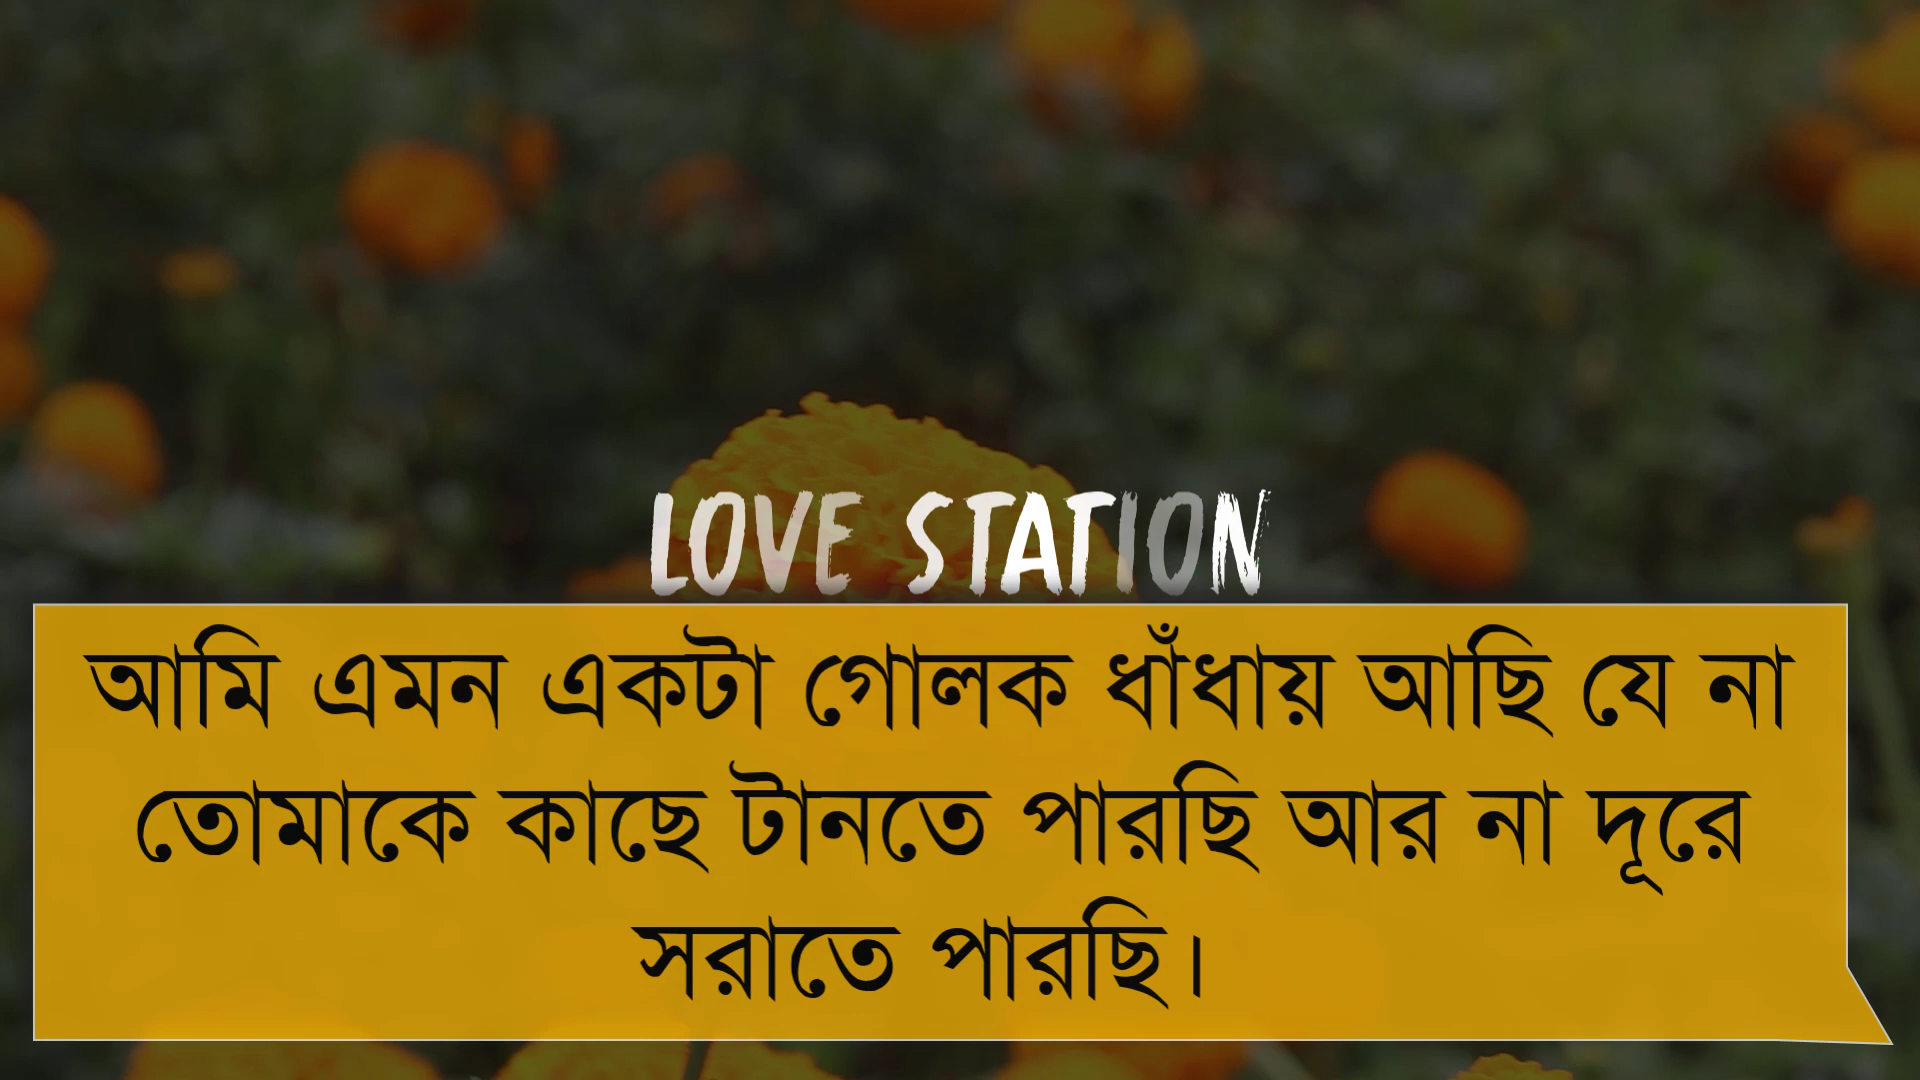 LOVE STATION
আমি এমন একটা গোলক ধাঁধায় আছি যে না
তোমাকে কাছে টানতে পারছি আর না দূরে
সরাতে পারছি।